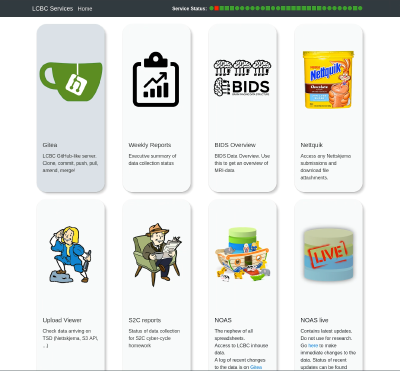 LCBC Services Home
Service Status:
BIDS
Nettquik
LIVE
Gitea
LCBC GitHub-like server.
Clone, commit, push, pull,
amend, merge!
Weekly Reports
Executive summary of
data collection status
BIDS Overview
BIDS Data Overview. Use
this to get an overview of
MRI-data
Nettquik
Access any Nettskjema
submissions and
download file
attachments.
Upload Viewer
Check data arriving on
TSD (Nettskjema, S3 API,
...)
S2C reports
Status of data collection
for S2C cyber-cycle
homework
NOAS
The nephew of all
spreadsheets.
Access to LCBC inhouse
data.
A log of recent changes
to the data is on Gitea
NOAS live
Contains latest updates.
Do not use for research.
Go here to make
immediate changes to the
data. Status of recent
updates can be found